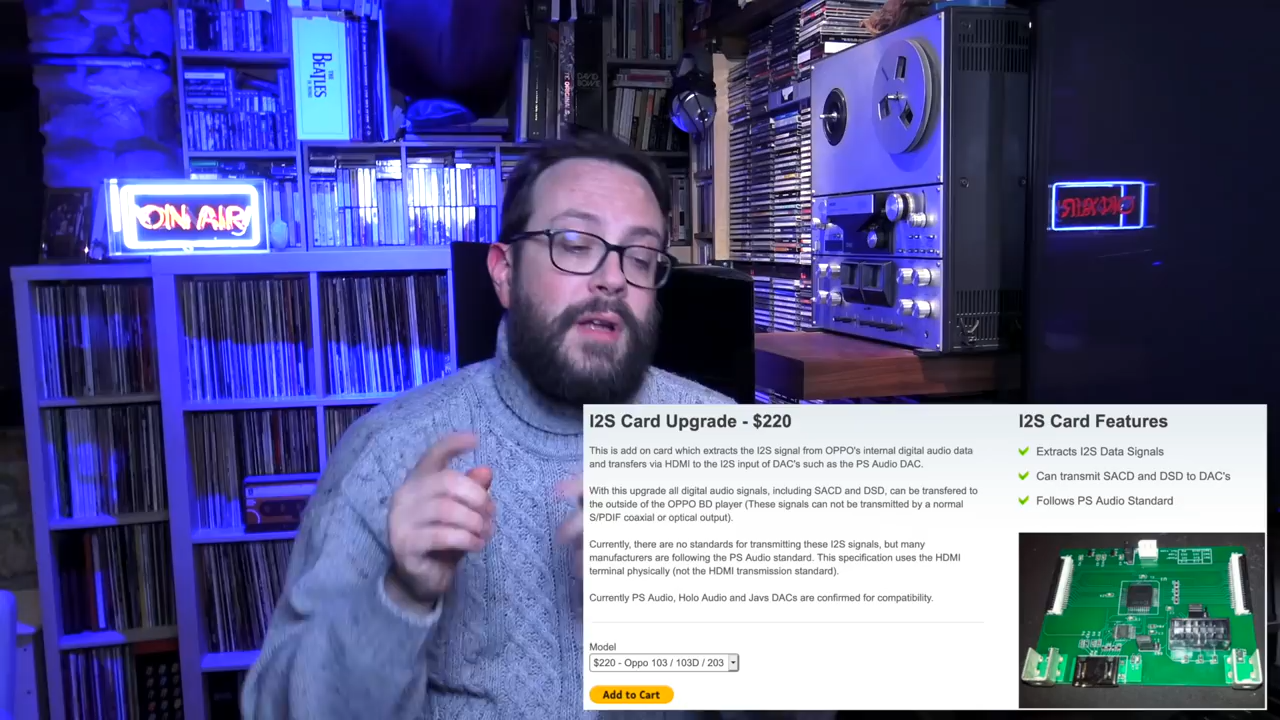 BEATLES
ON AIR
I2S Card Upgrade - $220
This is add on card which extracts the I2S signal from OPPO's internal digital audio data
and transfers via HDMI to the I2S input of DAC's such as the PS Audio DAC.
With this upgrade all digital audio signals, including SACD and DSD, can be transfered to
the outside of the OPPO BD player (These signals can not be transmitted by a normal
S/PDIF coaxial or optical output).
Currently, there are no standards for transmitting these I2S signals, but many
manufacturers are following the PS Audio standard. This specification uses the HDMI
terminal physically (not the HDMI transmission standard).
Currently PS Audio, Holo Audio and Javs DACs are confirmed for compatibility.
Model
$220 - Oppo 103 / 103D / 203
Add to Cart
I2S Card Features
Extracts I2S Data Signals
Can transmit SACD and DSD to DAC's
Follows PS Audio Standard